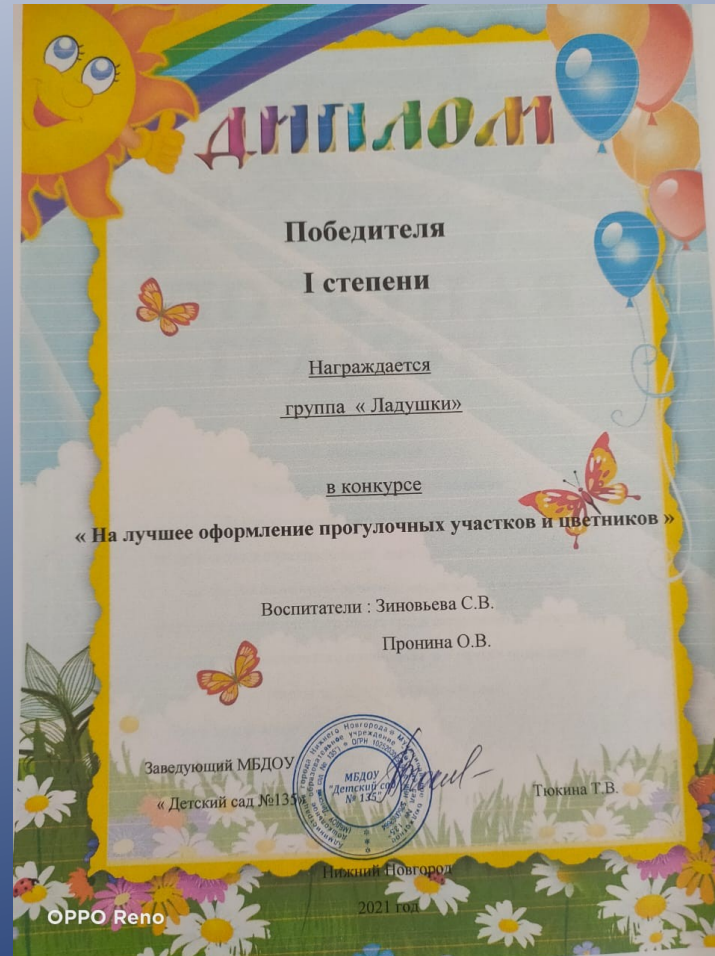 ДИПЛОМ
Победителя
I степени
Награждается
группа « Ладушки»
в конкурсе
« На лучшее оформление прогулочных участков и цветников »
Воспитатели : Зиновьева С.В.
Пронина О.В.
Заведующий МБДОУ
« Детский сад №135»
МБДОУ
"Детский сад
№ 135"
Тюкина Т.В.
Нижний Новгород
2021 год
OPPO Reno